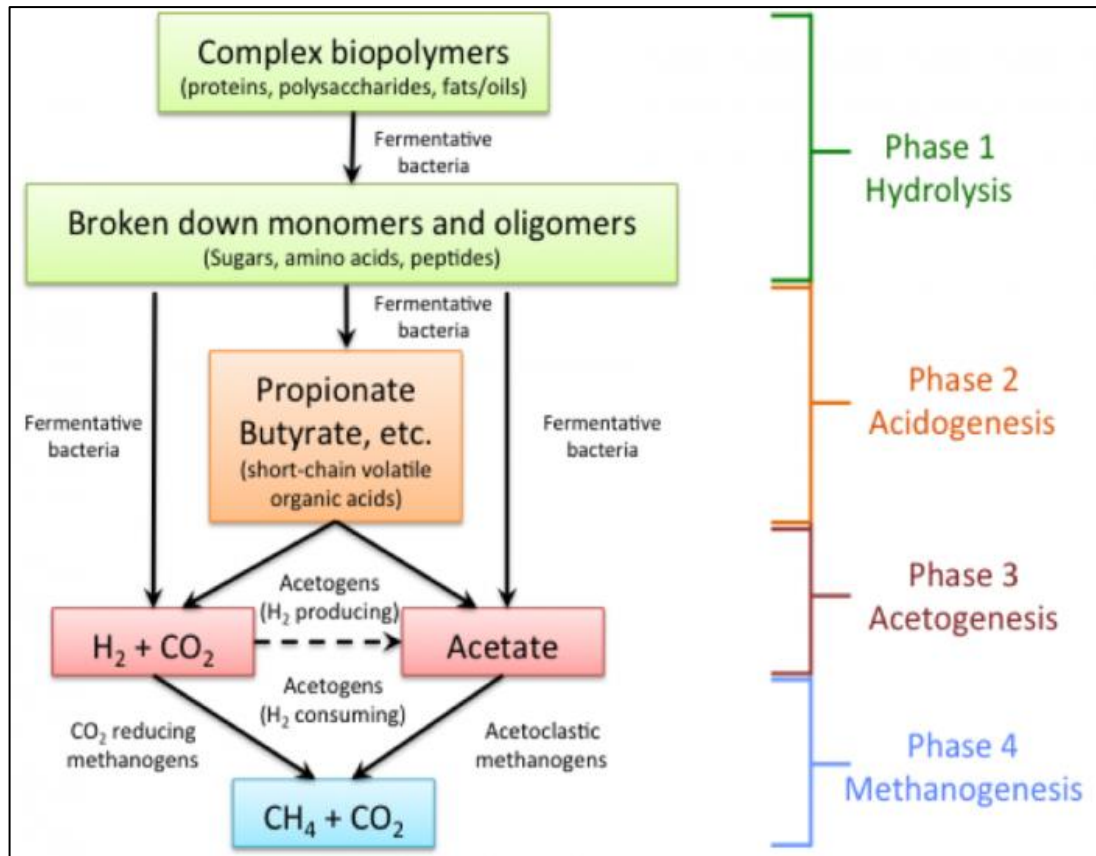 Complex biopolymers
(proteins, polysaccharides, fats/oils)
Fermentative
bacteria
Phase 1
Hydrolysis
Broken down monomers and oligomers
(Sugars, amino acids, peptides)
Fermentative
bacteria
Propionate
Butyrate, etc.
(short-chain volatile
organic acids)
Fermentative
bacteria
Fermentative
bacteria
Phase 2
Acidogenesis
Acetogens
(H₂ producing)
H₂ + CO₂
Acetate
Acetogens
(H₂ consuming)
Phase 3
Acetogenesis
CO₂ reducing
methanogens
Acetoclastic
methanogens
CH₄ + CO₂
Phase 4
Methanogenesis